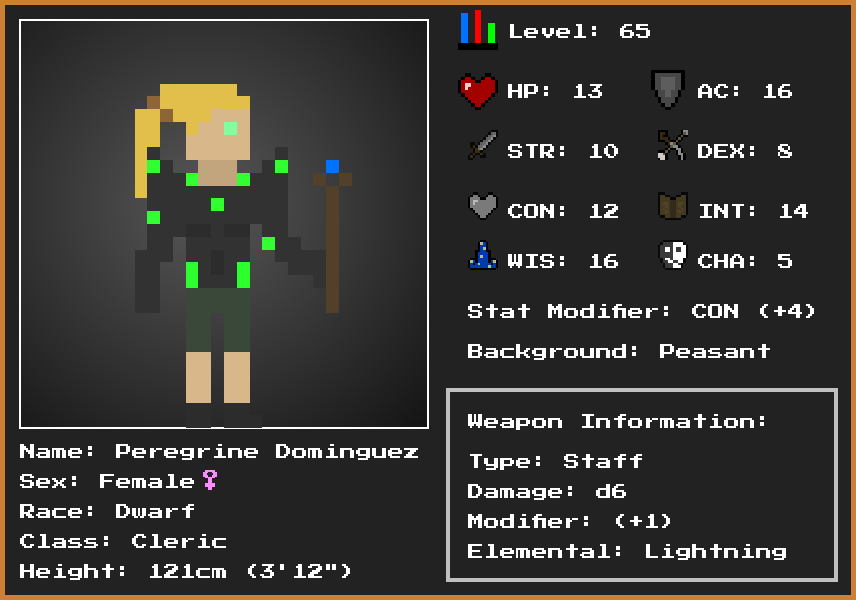 Level: 65
HP: 13
AC: 16
STR: 10
DEX: 8
CON: 12
INT: 14
WIS: 16
CHA: 5
Stat Modifier: CON (+4)
Background: Peasant
Weapon Information:
Type: Staff
Damage: d6
Modifier: (+1)
Elemental: Lightning
Name: Peregrine Dominguez
Sex: Female♀
Race: Dwarf
Class: Cleric
Height: 121cm (3'12")